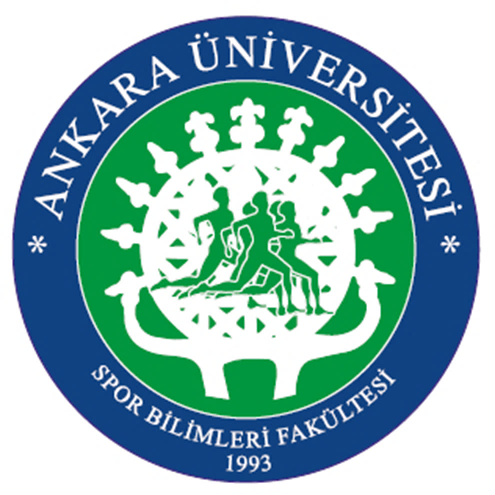 * ANKARA ÜNİVERSİTESİ *
SPOR BİLİMLERİ FAKÜLTESİ
1993